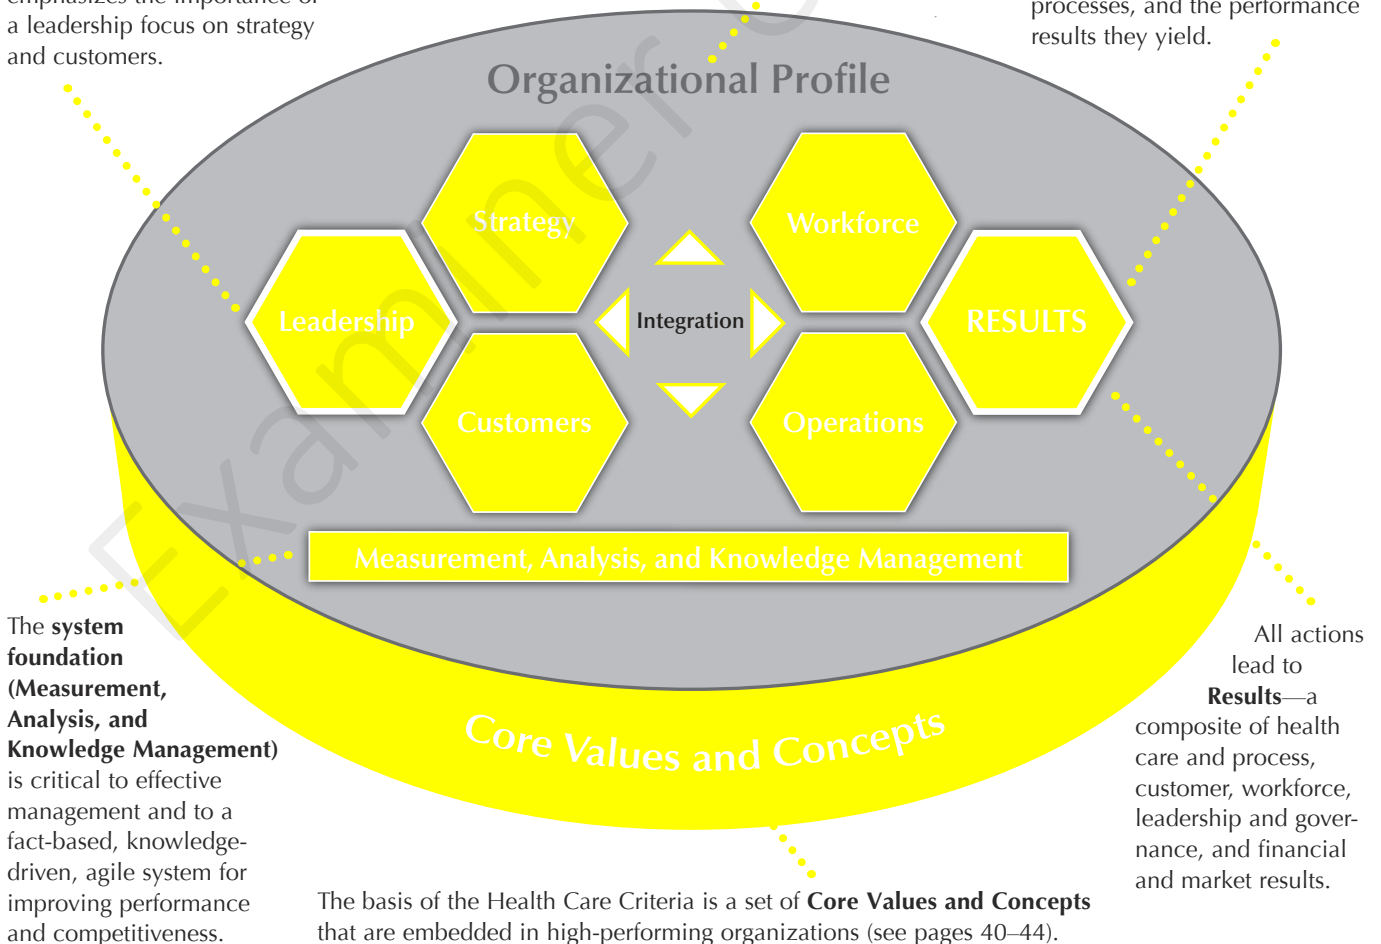 emphasizes the importance of
a leadership focus on strategy
and customers.
processes, and the performance
results they yield.
Organizational Profile
Strategy
Workforce
Leadership
Integration
RESULTS
Customers
Operations
Measurement, Analysis, and Knowledge Management
Core Values and Concepts
The system
foundation
(Measurement,
Analysis, and
Knowledge Management)
is critical to effective
management and to a
fact-based, knowledge-
driven, agile system for
improving performance
and competitiveness.
All actions
lead to
Results—a
composite of health
care and process,
customer, workforce,
leadership and gover-
nance, and financial
and market results.
The basis of the Health Care Criteria is a set of Core Values and Concepts
that are embedded in high-performing organizations (see pages 40–44).
Examiner